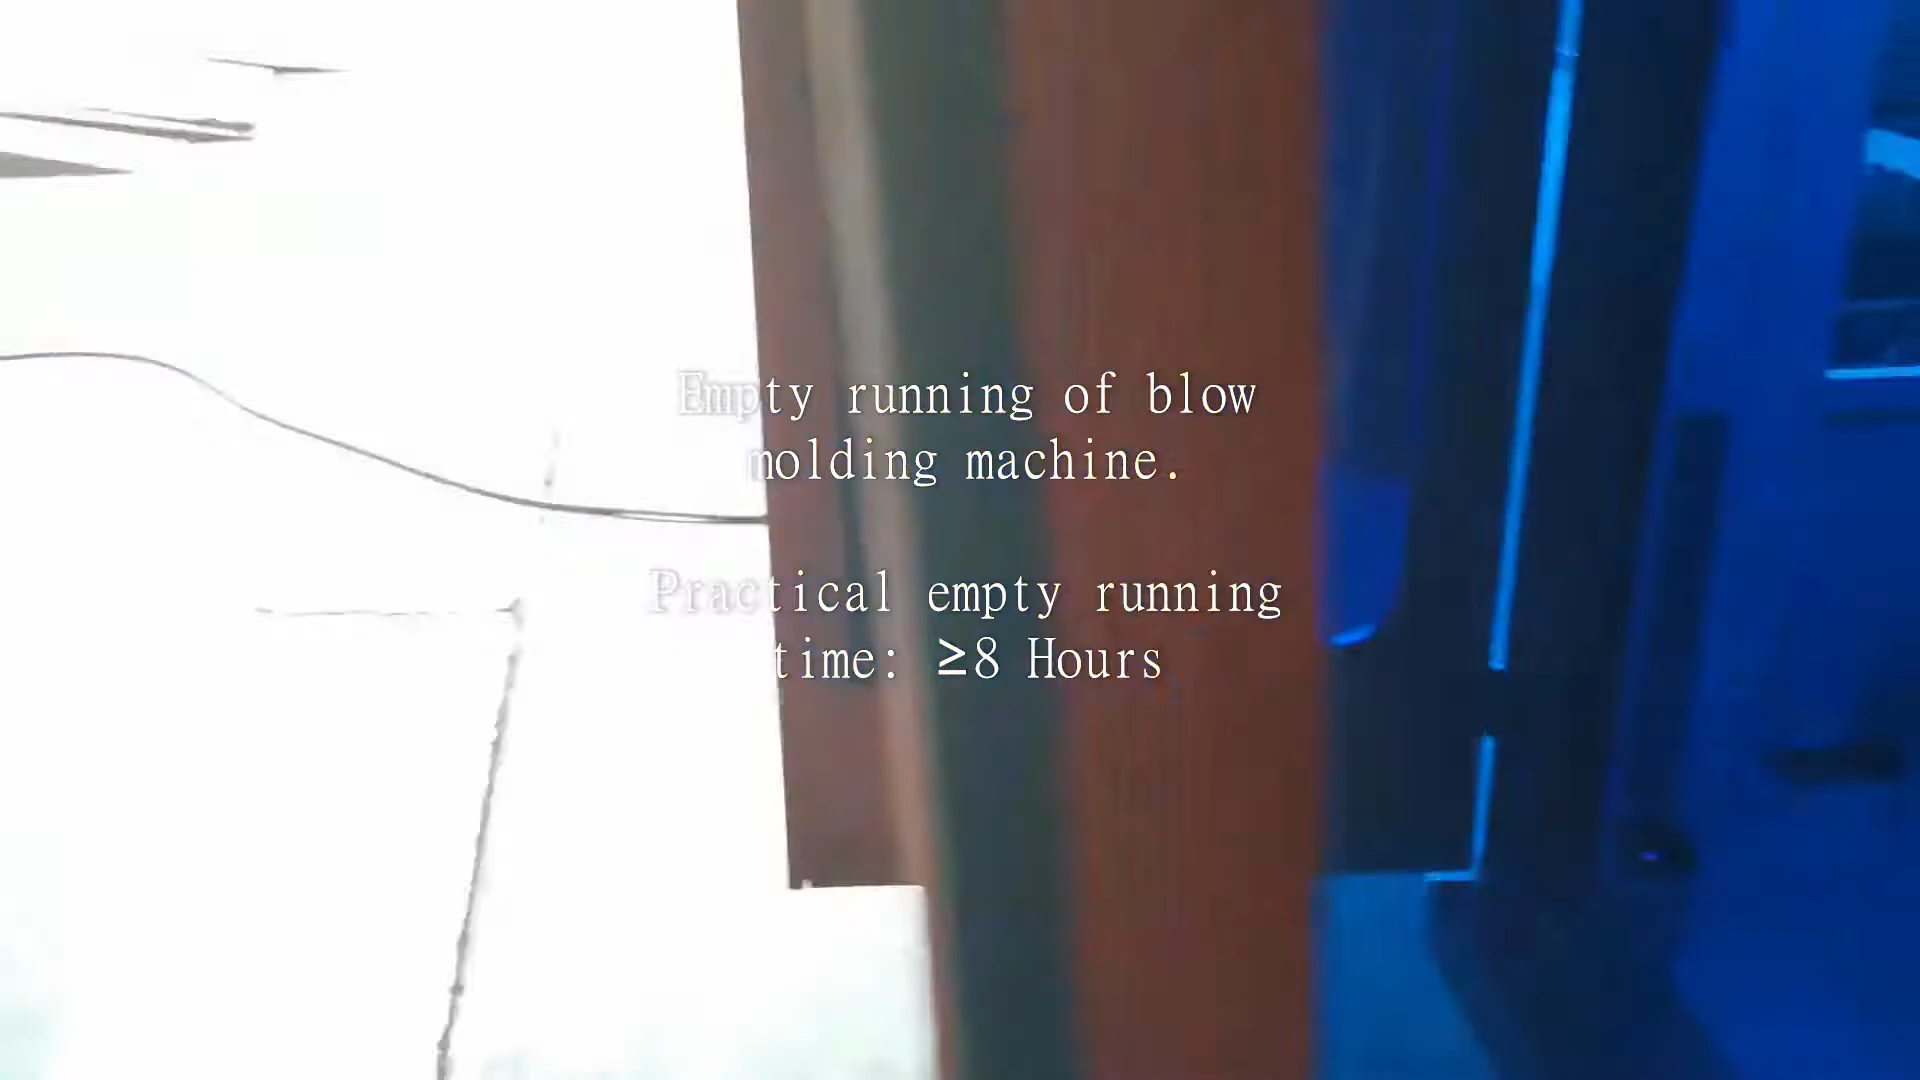 Empty running of blow
molding machine.
Practical empty running
time: ≥8 Hours